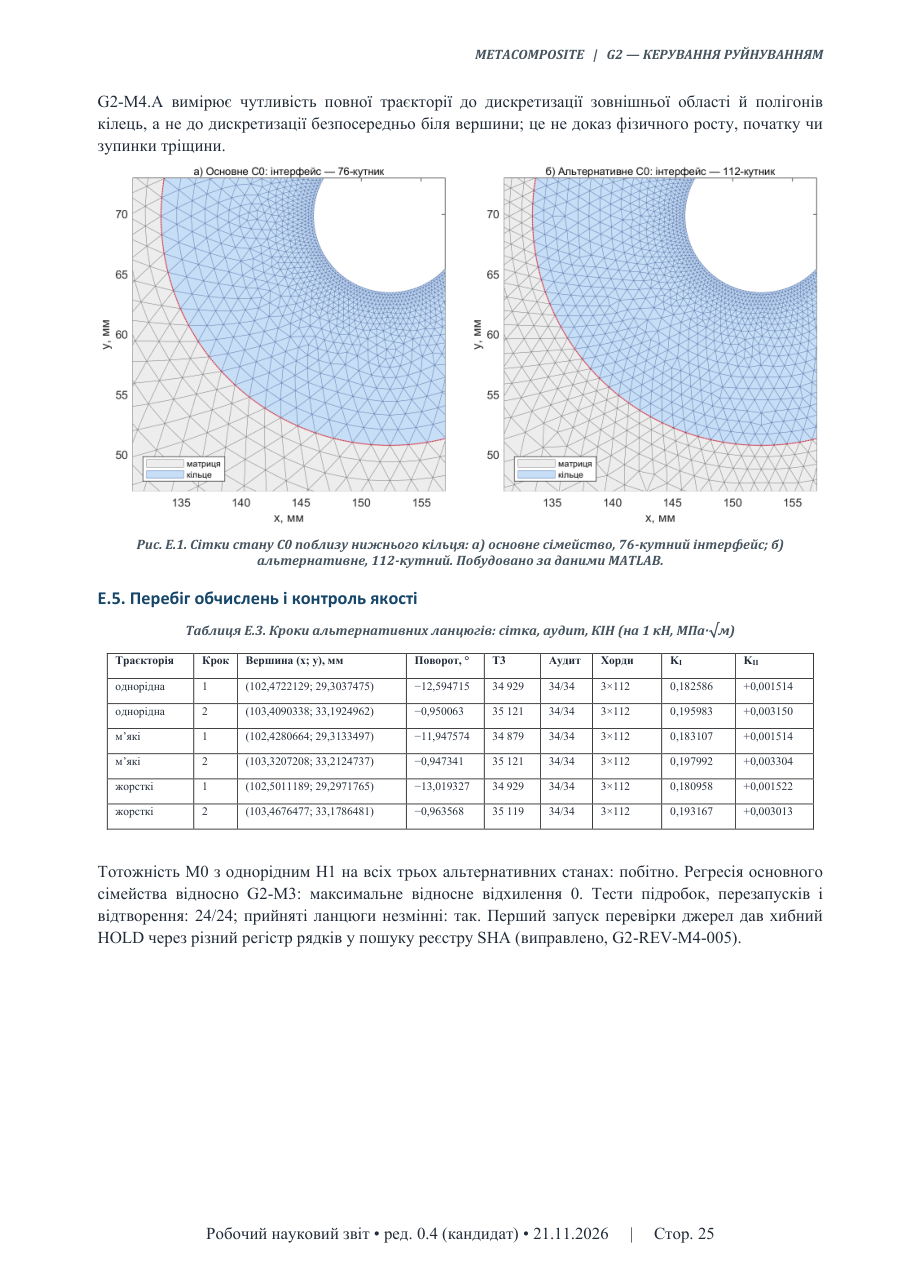 METACOMPOSITE | G2 — КЕРУВАННЯ РУЙНУВАННЯМ
G2-M4.A вимірює чутливість повної траєкторії до дискретизації зовнішньої області й полігонів
кілець, а не до дискретизації безпосередньо біля вершини; це не доказ фізичного росту, початку чи
зупинки тріщини.
а) Основне C0: інтерфейс — 76-кутник
70
65
60
55
50
y, мм
матриця
кільце
135 140 145 150 155
x, мм
б) Альтернативне C0: інтерфейс — 112-кутник
70
65
60
55
50
y, мм
матриця
кільце
135 140 145 150 155
x, мм
Рис. Е.1. Сітки стану C0 поблизу нижнього кільця: а) основне сімейство, 76-кутний інтерфейс; б)
альтернативне, 112-кутний. Побудовано за даними MATLAB.
Е.5. Перебіг обчислень і контроль якості
Таблиця Е.3. Кроки альтернативних ланцюгів: сітка, аудит, КІН (на 1 кН, МПа·√м)
Траєкторія Крок Вершина (x; y), мм Поворот, ° T3 Аудит Хорди K_I K_II
однорідна 1 (102,4722129; 29,3037475) −12,594715 34 929 34/34 3×112 0,182586 +0,001514
однорідна 2 (103,4090338; 33,1924962) −0,950063 35 121 34/34 3×112 0,195983 +0,003150
м’які 1 (102,4280664; 29,3133497) −11,947574 34 879 34/34 3×112 0,183107 +0,001514
м’які 2 (103,3207208; 33,2124737) −0,947341 35 121 34/34 3×112 0,197992 +0,003304
жорсткі 1 (102,5011189; 29,2971765) −13,019327 34 929 34/34 3×112 0,180958 +0,001522
жорсткі 2 (103,4676477; 33,1786481) −0,963568 35 119 34/34 3×112 0,193167 +0,003013
Тотожність M0 з однорідним H1 на всіх трьох альтернативних станах: побітно. Регресія основного
сімейства відносно G2-M3: максимальне відносне відхилення 0. Тести підробок, перезапусків і
відтворення: 24/24; прийняті ланцюги незмінні: так. Перший запуск перевірки джерел дав хибний
HOLD через різний регістр рядків у пошуку реєстру SHA (виправлено, G2-REV-M4-005).
Робочий науковий звіт • ред. 0.4 (кандидат) • 21.11.2026 | Стор. 25